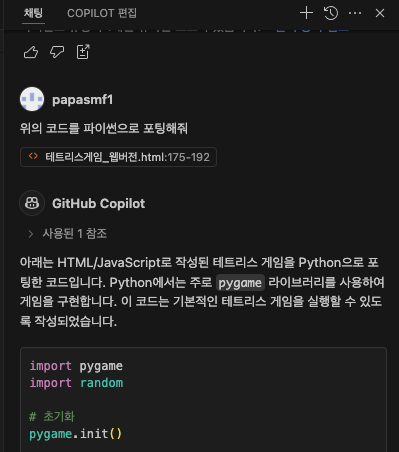 채팅
COPILOT 편집
papasmf1
위의 코드를 파이썬으로 포팅해줘
<> 테트리스게임_웹버전.html:175-192
GitHub Copilot
> 사용된 1 참조
아래는 HTML/JavaScript로 작성된 테트리스 게임을 Python으로 포
팅한 코드입니다. Python에서는 주로 pygame 라이브러리를 사용하여
게임을 구현합니다. 이 코드는 기본적인 테트리스 게임을 실행할 수 있도
록 작성되었습니다.
import pygame
import random
# 초기화
pygame.init()